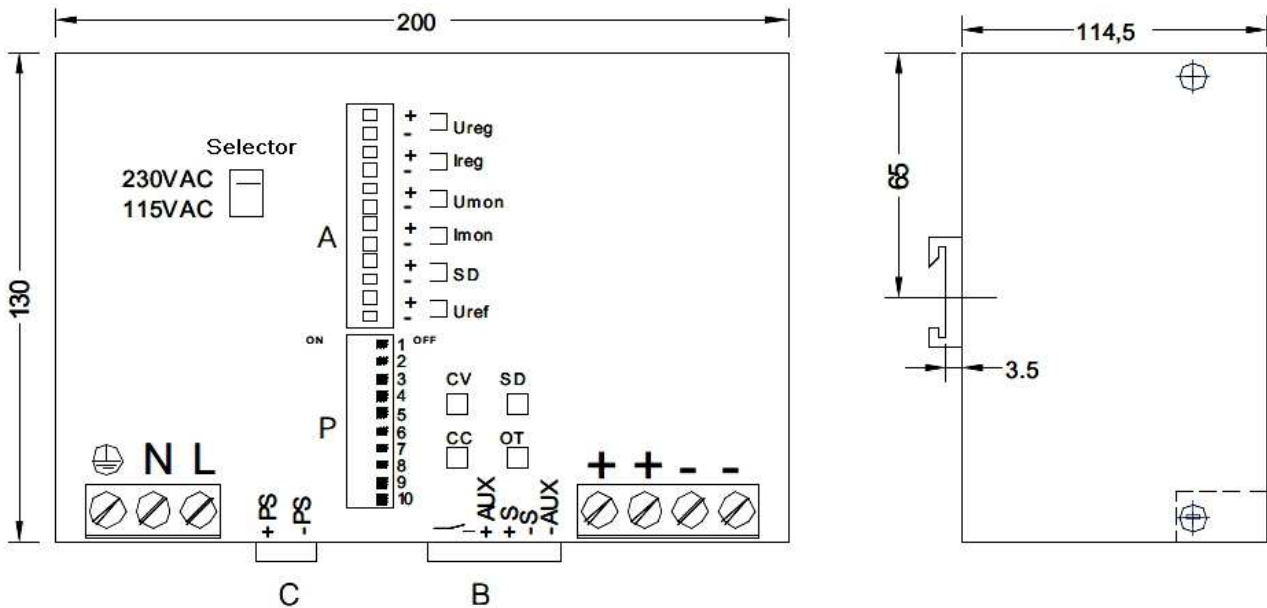 200
114,5
130
65
3.5
Selector
230VAC
115VAC
A
+
-
Ureg
+
-
Ireg
+
-
Umon
+
-
Imon
+
-
SD
+
-
Uref
ON
OFF
1
2
3
4
5
6
7
8
9
10
P
CV
SD
CC
OT
N L
+ + - -
+PS
-PS
+AUX
+S
-S
-AUX
C
B